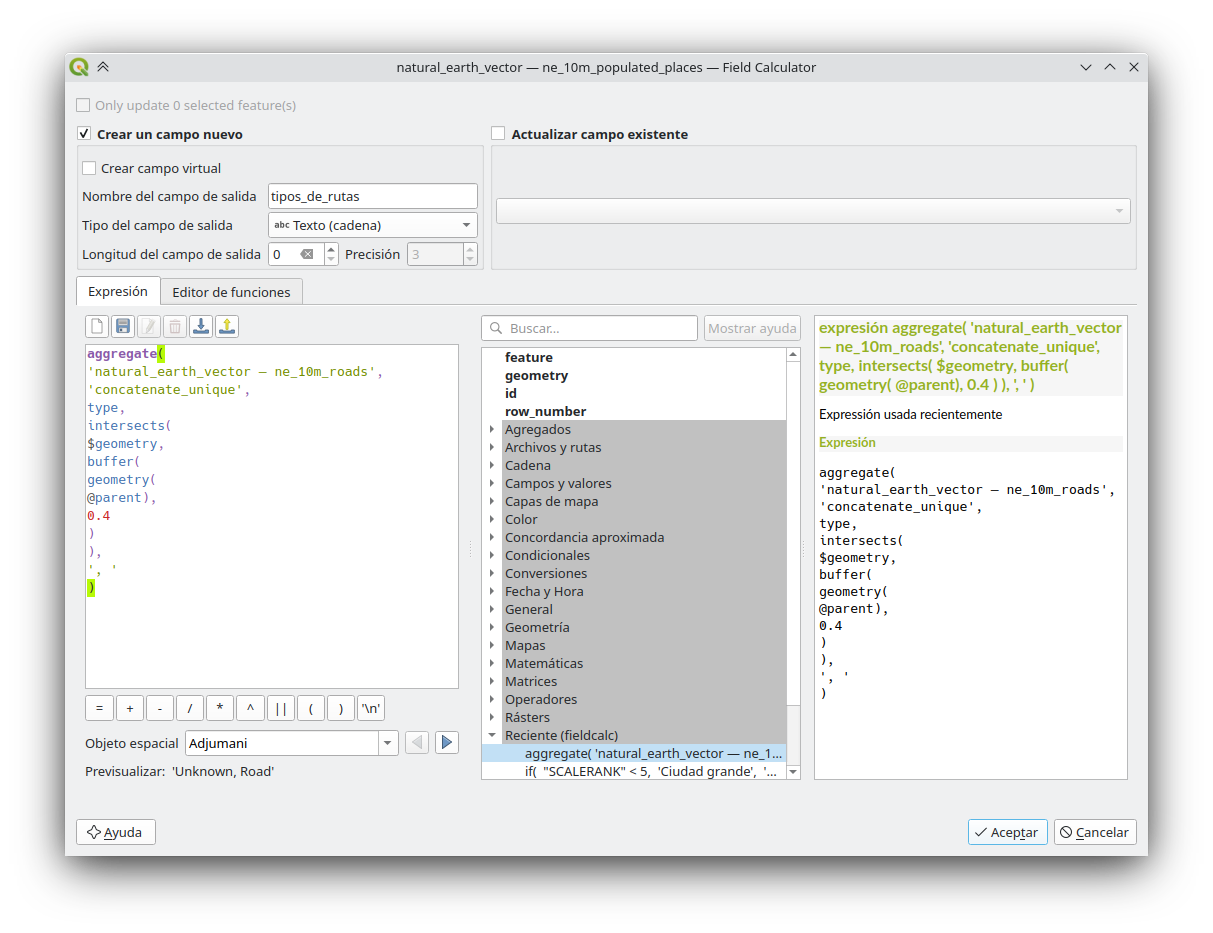 natural_earth_vector — ne_10m_populated_places — Field Calculator
Only update 0 selected feature(s)
Crear un campo nuevo
Actualizar campo existente
Crear campo virtual
Nombre del campo de salida tipos_de_rutas
Tipo del campo de salida abc Texto (cadena)
Longitud del campo de salida 0 Precisión 3
Expresión
Editor de funciones
aggregate(
'natural_earth_vector — ne_10m_roads',
'concatenate_unique',
type,
intersects(
$geometry,
buffer(
geometry(
@parent),
0.4
)
),
', '
)
= + - / * ^ || ( ) '\n'
Objeto espacial Adjumani
Previsualizar: 'Unknown, Road'
Buscar...
Mostrar ayuda
feature
geometry
id
row_number
Agregados
Archivos y rutas
Cadena
Campos y valores
Capas de mapa
Color
Concordancia aproximada
Condicionales
Conversiones
Fecha y Hora
General
Geometría
Mapas
Matemáticas
Matrices
Operadores
Rásters
Reciente (fieldcalc)
aggregate( 'natural_earth_vector — ne_1...
if( "SCALERANK" < 5, 'Ciudad grande', '...
expresión aggregate( 'natural_earth_vector
— ne_10m_roads', 'concatenate_unique',
type, intersects( $geometry, buffer(
geometry( @parent), 0.4 ) ), ', ' )
Expressión usada recientemente
Expresión
aggregate(
'natural_earth_vector — ne_10m_roads',
'concatenate_unique',
type,
intersects(
$geometry,
buffer(
geometry(
@parent),
0.4
)
),
', '
)
Ayuda
Aceptar
Cancelar